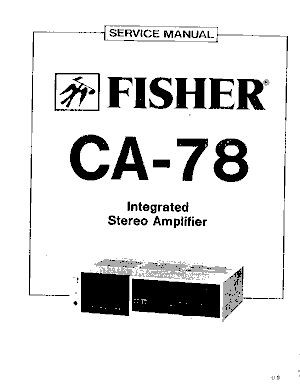 SERVICE MANUAL
FISHER®
CA-78
Integrated
Stereo Amplifier